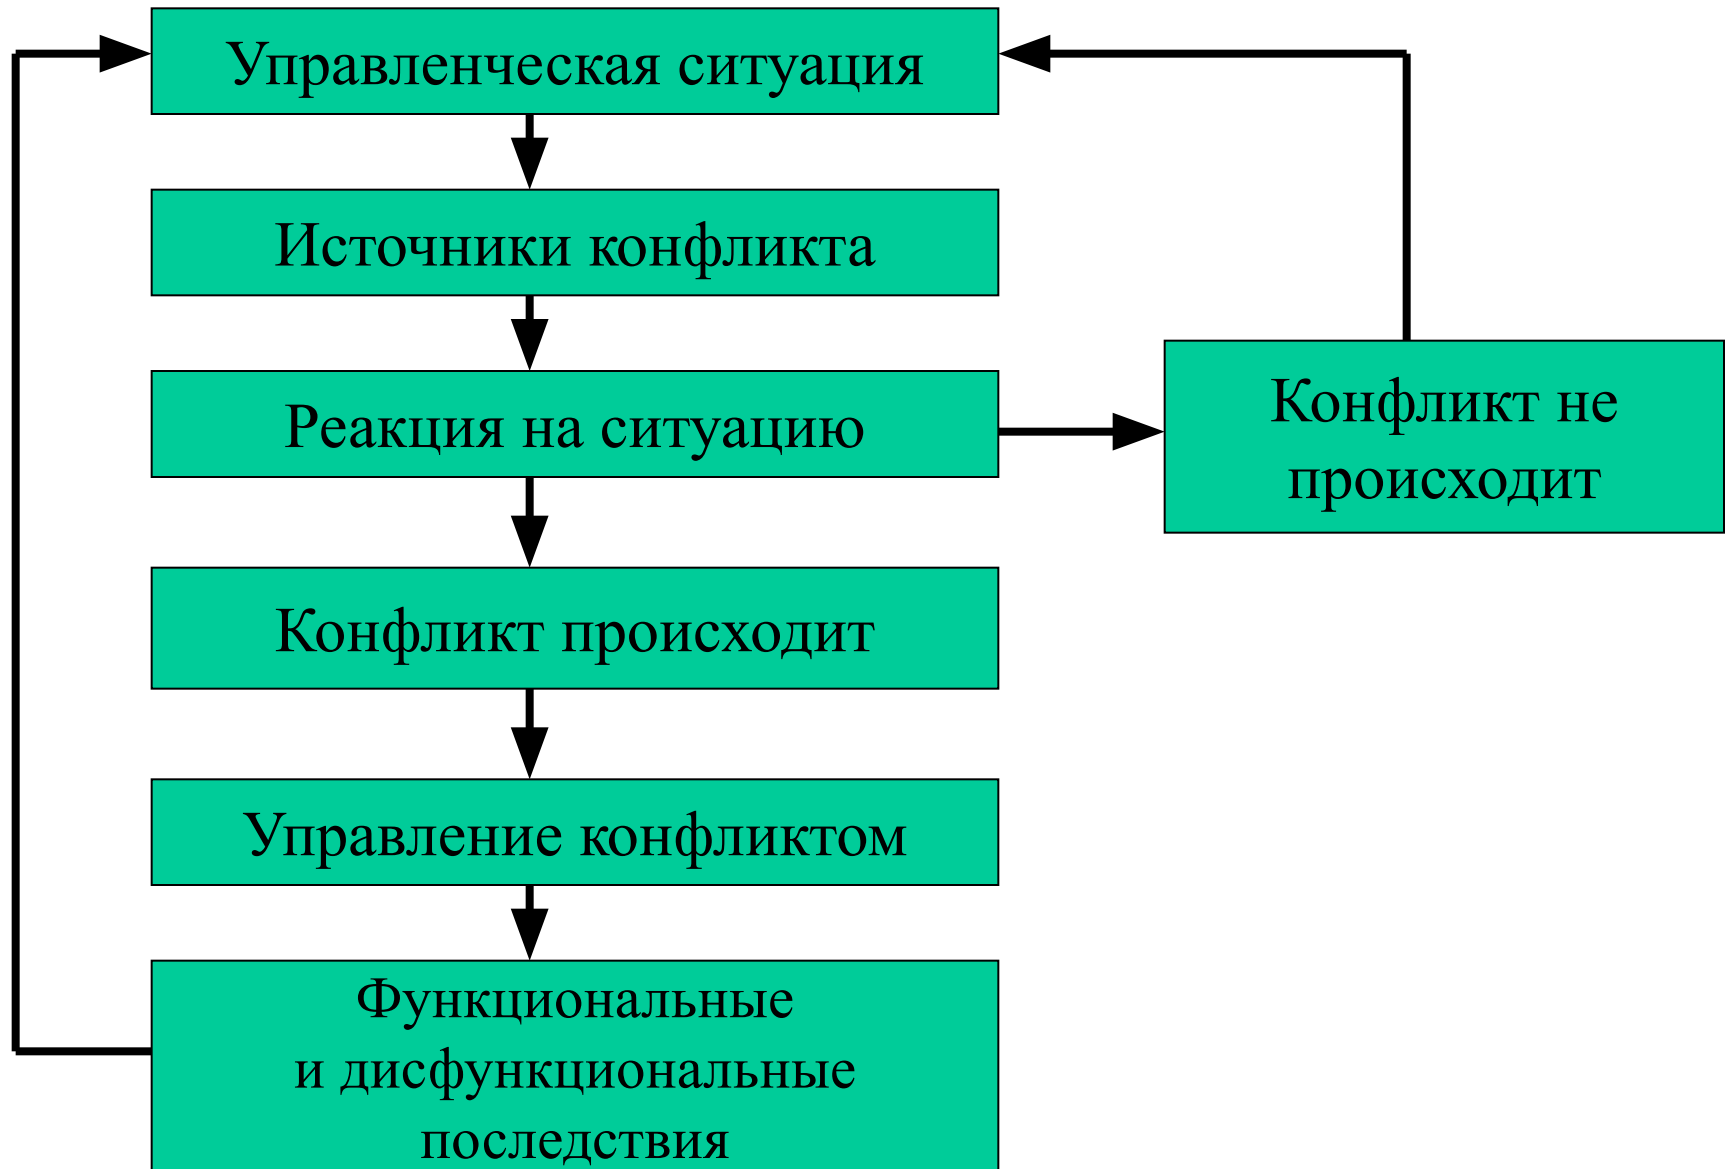 Управленческая ситуация
Источники конфликта
Реакция на ситуацию
Конфликт не
происходит
Конфликт происходит
Управление конфликтом
Функциональные
и дисфункциональные
последствия